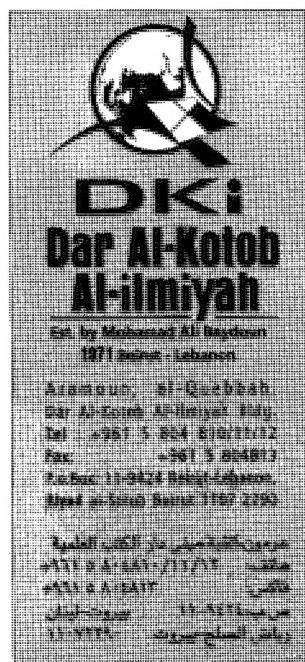 DKi
Dar Al-Kotob
Al-ilmiyah
Est. by Mohamad Ali Baydoun
1971 Beirut - Lebanon
Aramoun, al-Quebbah,
Dar Al-Kotob Al-Ilmiyah Bldg.
Tel : +961 5 804 810/11/12
Fax: +961 5 804813
P.o.Box: 11-9424 Beirut-Lebanon,
Riyad al-Soloh Beirut 1107 2290
عرمون،القبة،مبنى دار الكتب العلمية
هاتف: +٩٦١ ٥ ٨٠٤٨١٠/١١/١٢
فاكس: +٩٦١ ٥ ٨٠٤٨١٣
ص.ب:٩٤٢٤-١١ بيروت-لبنان
رياض الصلح-بيروت ١١٠٧٢٢٩٠